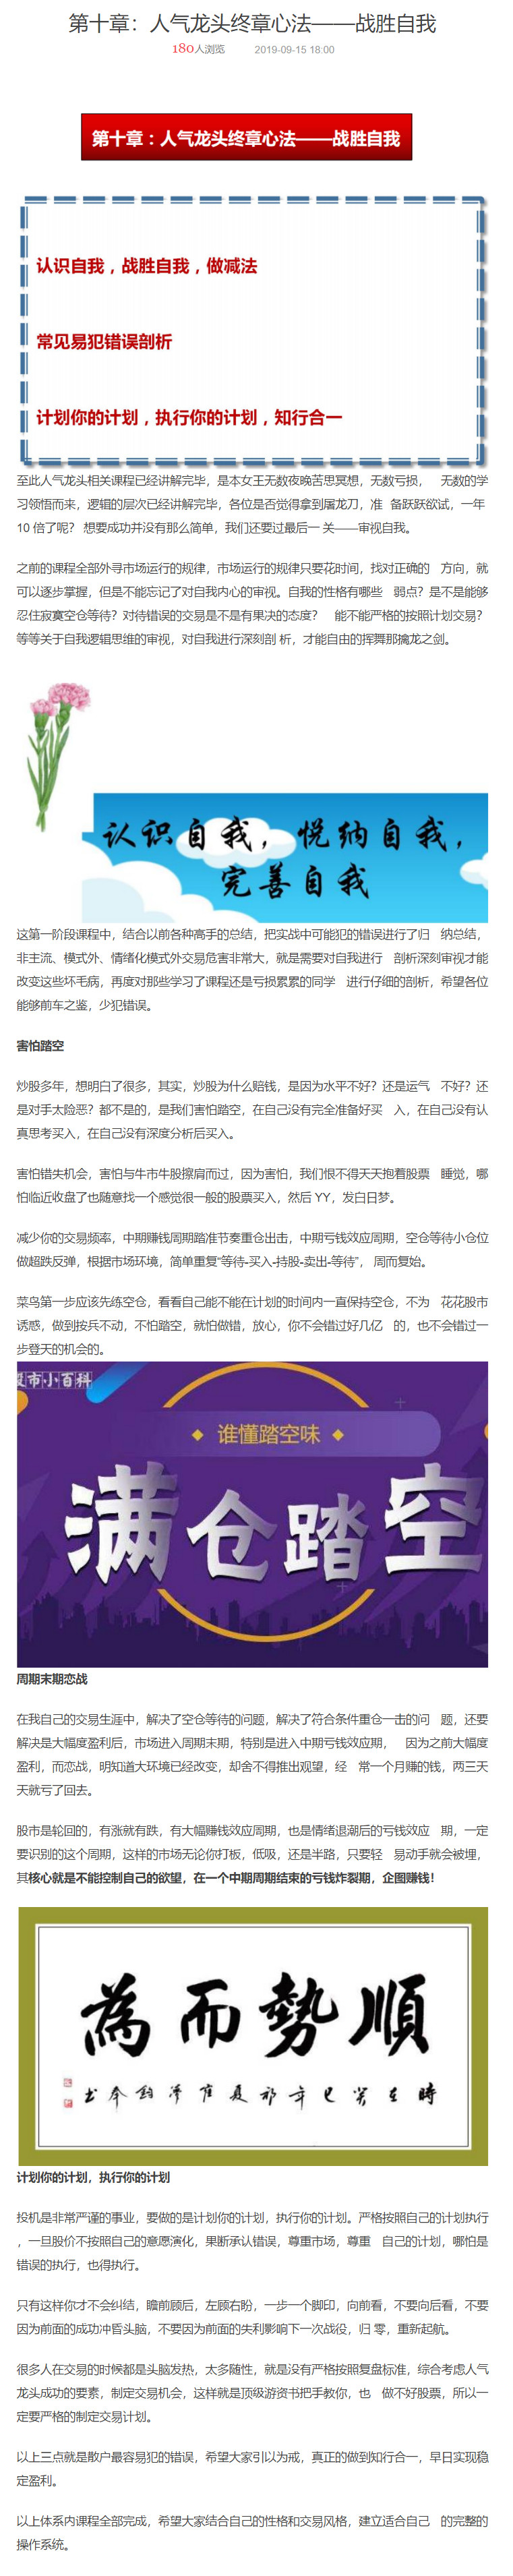 第十章：人气龙头终章心法——战胜自我
180人浏览 2019-09-15 18:00
第十章：人气龙头终章心法——战胜自我
认识自我，战胜自我，做减法
常见易犯错误剖析
计划你的计划，执行你的计划，知行合一
至此人气龙头相关课程已经讲解完毕，是本女王无数夜晚苦思冥想，无数亏损， 无数的学
习领悟而来，逻辑的层次已经讲解完毕，各位是否觉得拿到屠龙刀，准 备跃跃欲试，一年
10 倍了呢？ 想要成功并没有那么简单，我们还要过最后一 关——审视自我。
之前的课程全部外寻市场运行的规律，市场运行的规律只要花时间，找对正确的 方向，就
可以逐步掌握，但是不能忘记了对自我内心的审视。自我的性格有哪些 弱点？是不是能够
忍住寂寞空仓等待？对待错误的交易是不是有果决的态度？ 能不能严格的按照计划交易？
等等关于自我逻辑思维的审视，对自我进行深刻剖 析，才能自由的挥舞那擒龙之剑。
认识自我，悦纳自我，
完善自我
这第一阶段课程中，结合以前各种高手的总结，把实战中可能犯的错误进行了归 纳总结，
非主流、模式外、情绪化模式外交易危害非常大，就是需要对自我进行 剖析深刻审视才能
改变这些坏毛病，再度对那些学习了课程还是亏损累累的同学 进行仔细的剖析，希望各位
能够前车之鉴，少犯错误。
害怕踏空
炒股多年，想明白了很多，其实，炒股为什么赔钱，是因为水平不好？还是运气 不好？还
是对手太险恶？都不是的，是我们害怕踏空，在自己没有完全准备好买 入，在自己没有认
真思考买入，在自己没有深度分析后买入。
害怕错失机会，害怕与牛市牛股擦肩而过，因为害怕，我们恨不得天天抱着股票 睡觉，哪
怕临近收盘了也随意找一个感觉很一般的股票买入，然后 YY，发白日梦。
减少你的交易频率，中期赚钱周期踏准节奏重仓出击，中期亏钱效应周期，空仓等待小仓位
做超跌反弹，根据市场环境，简单重复“等待-买入-持股-卖出-等待”， 周而复始。
菜鸟第一步应该先练空仓，看看自己能不能在计划的时间内一直保持空仓，不为 花花股市
诱惑，做到按兵不动，不怕踏空，就怕做错，放心，你不会错过好几亿 的，也不会错过一
步登天的机会的。
股市小百科
谁懂踏空味
满仓踏空
周期末期恋战
在我自己的交易生涯中，解决了空仓等待的问题，解决了符合条件重仓一击的问 题，还要
解决是大幅度盈利后，市场进入周期末期，特别是进入中期亏钱效应期， 因为之前大幅度
盈利，而恋战，明知道大环境已经改变，却舍不得推出观望，经 常一个月赚的钱，两三天
天就亏了回去。
股市是轮回的，有涨就有跌，有大幅赚钱效应周期，也是情绪退潮后的亏钱效应 期，一定
要识别的这个周期，这样的市场无论你打板，低吸，还是半路，只要轻 易动手就会被埋，
其核心就是不能控制自己的欲望，在一个中期周期结束的亏钱炸裂期，企图赚钱！
順勢而為
時在癸巳年初夏
计划你的计划，执行你的计划
投机是非常严谨的事业，要做的是计划你的计划，执行你的计划。严格按照自己的计划执行
，一旦股价不按照自己的意愿演化，果断承认错误，尊重市场，尊重 自己的计划，哪怕是
错误的执行，也得执行。
只有这样你才不会纠结，瞻前顾后，左顾右盼，一步一个脚印，向前看，不要向后看，不要
因为前面的成功冲昏头脑，不要因为前面的失利影响下一次战役，归 零，重新起航。
很多人在交易的时候都是头脑发热，太多随性，就是没有严格按照复盘标准，综合考虑人气
龙头成功的要素，制定交易机会，这样就是顶级游资书把手教你，也 做不好股票，所以一
定要严格的制定交易计划。
以上三点就是散户最容易犯的错误，希望大家引以为戒，真正的做到知行合一，早日实现稳
定盈利。
以上体系内课程全部完成，希望大家结合自己的性格和交易风格，建立适合自己 的完整的
操作系统。